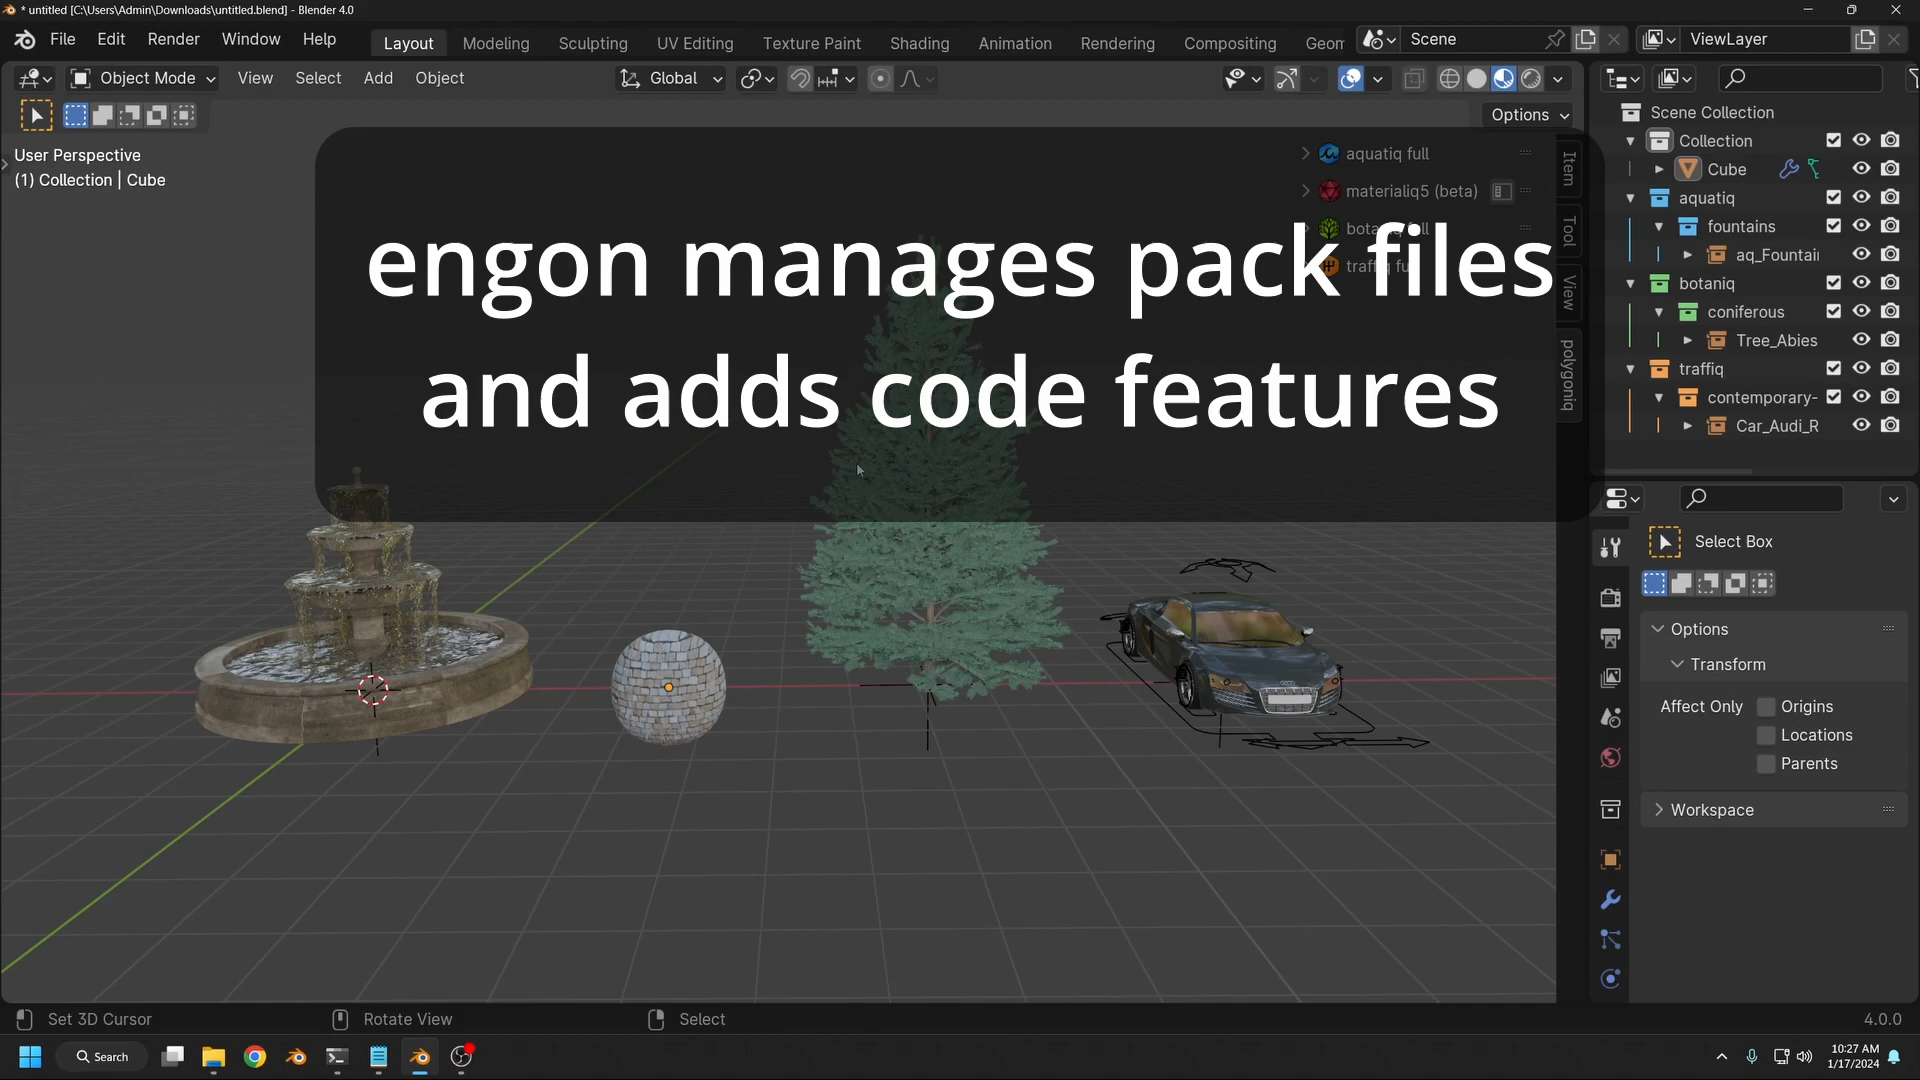 * untitled [C:\Users\Admin\Downloads\untitled.blend] - Blender 4.0
File Edit Render Window Help Layout Modeling Sculpting UV Editing Texture Paint Shading Animation Rendering Compositing Geom Scene ViewLayer
Object Mode View Select Add Object Global
Options
User Perspective
(1) Collection | Cube
aquatiq full
materialiq5 (beta)
engon manages pack files
and adds code features
Item
Tool
View
polygoniq
Scene Collection
Collection
Cube
aquatiq
fountains
aq_Fountai
botaniq
coniferous
Tree_Abies
traffiq
contemporary-
Car_Audi_R
Select Box
Options
Transform
Affect Only Origins
Locations
Parents
Workspace
Set 3D Cursor Rotate View Select 4.0.0
Search
10:27 AM
1/17/2024